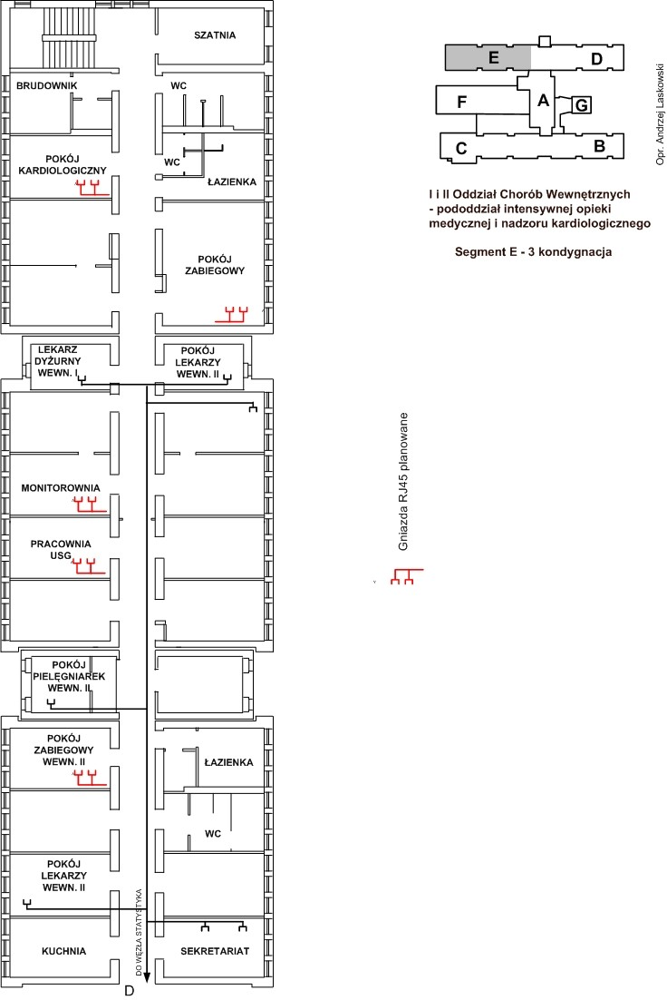 SZATNIA
BRUDOWNIK
WC
POKÓJ
KARDIOLOGICZNY
WC
ŁAZIENKA
POKÓJ
ZABIEGOWY
LEKARZ
DYŻURNY
WEWN. I
POKÓJ
LEKARZY
WEWN. II
MONITOROWNIA
PRACOWNIA
USG
POKÓJ
PIELĘGNIAREK
WEWN. II
POKÓJ
ZABIEGOWY
WEWN. II
ŁAZIENKA
WC
POKÓJ
LEKARZY
WEWN. II
KUCHNIA
SEKRETARIAT
DO WĘZŁA STATYSTYKA
D
E
D
F
A
G
C
B
I i II Oddział Chorób Wewnętrznych
- pododdział intensywnej opieki
medycznej i nadzoru kardiologicznego
Segment E - 3 kondygnacja
Opr. Andrzej Laskowski
Gniazda RJ45 planowane